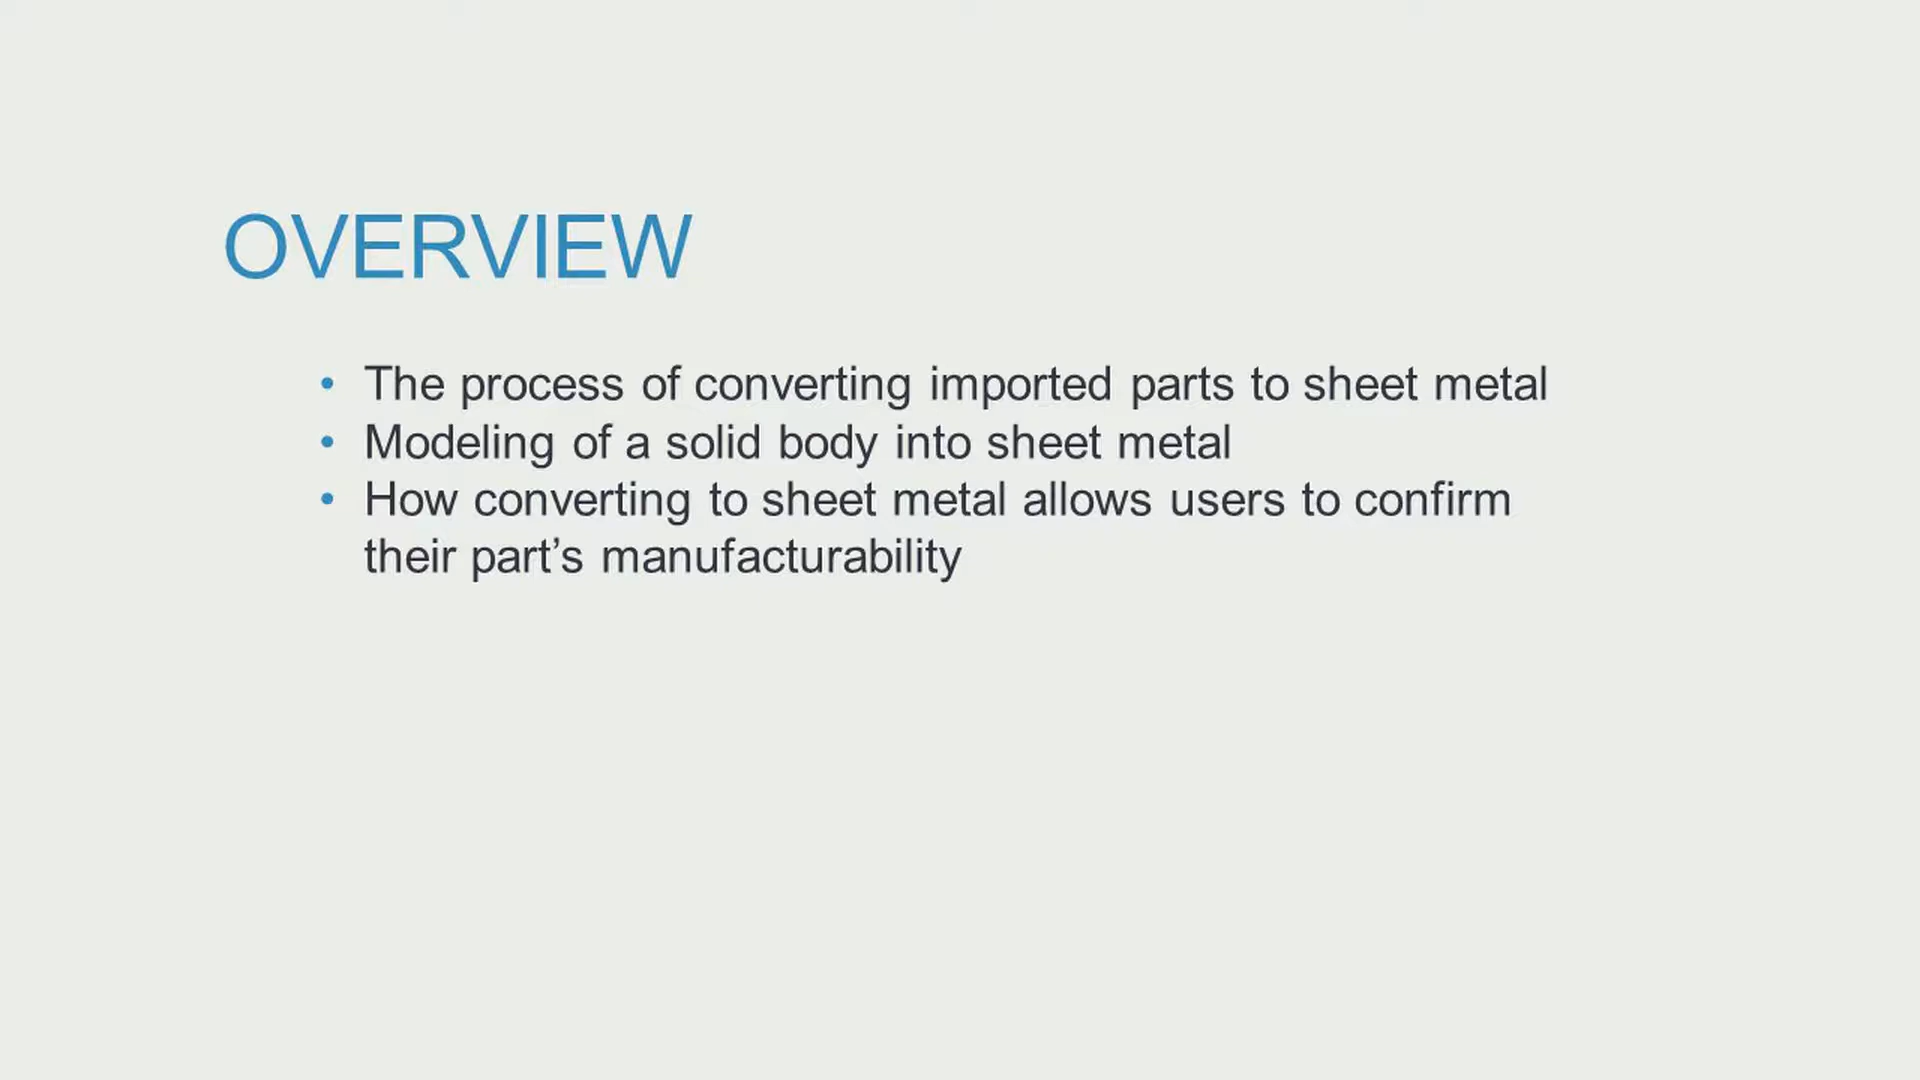 OVERVIEW
• The process of converting imported parts to sheet metal
• Modeling of a solid body into sheet metal
• How converting to sheet metal allows users to confirm
their part’s manufacturability